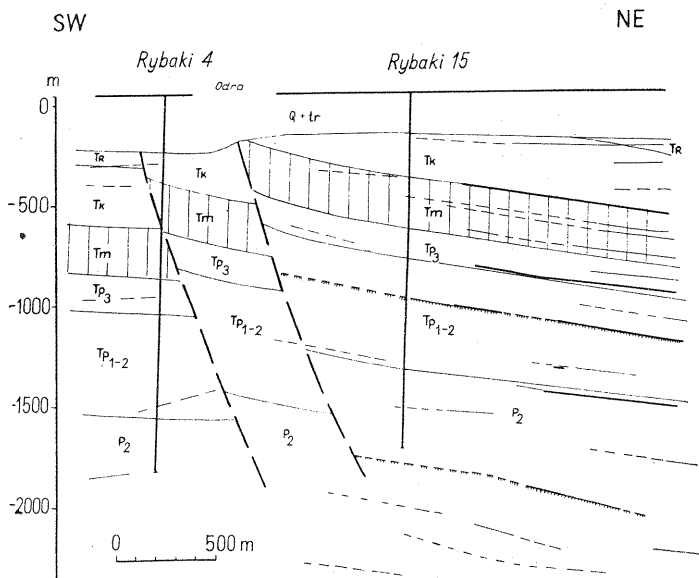 SW
NE
Rybaki 4
Rybaki 15
Odra
m
0
Q + tr
TR
TK
TK
TR
TK
-500
Tm
Tm
Tm
TP3
TP3
TP3
-1000
TP1-2
TP1-2
TP1-2
-1500
P2
P2
P2
-2000
0
500 m